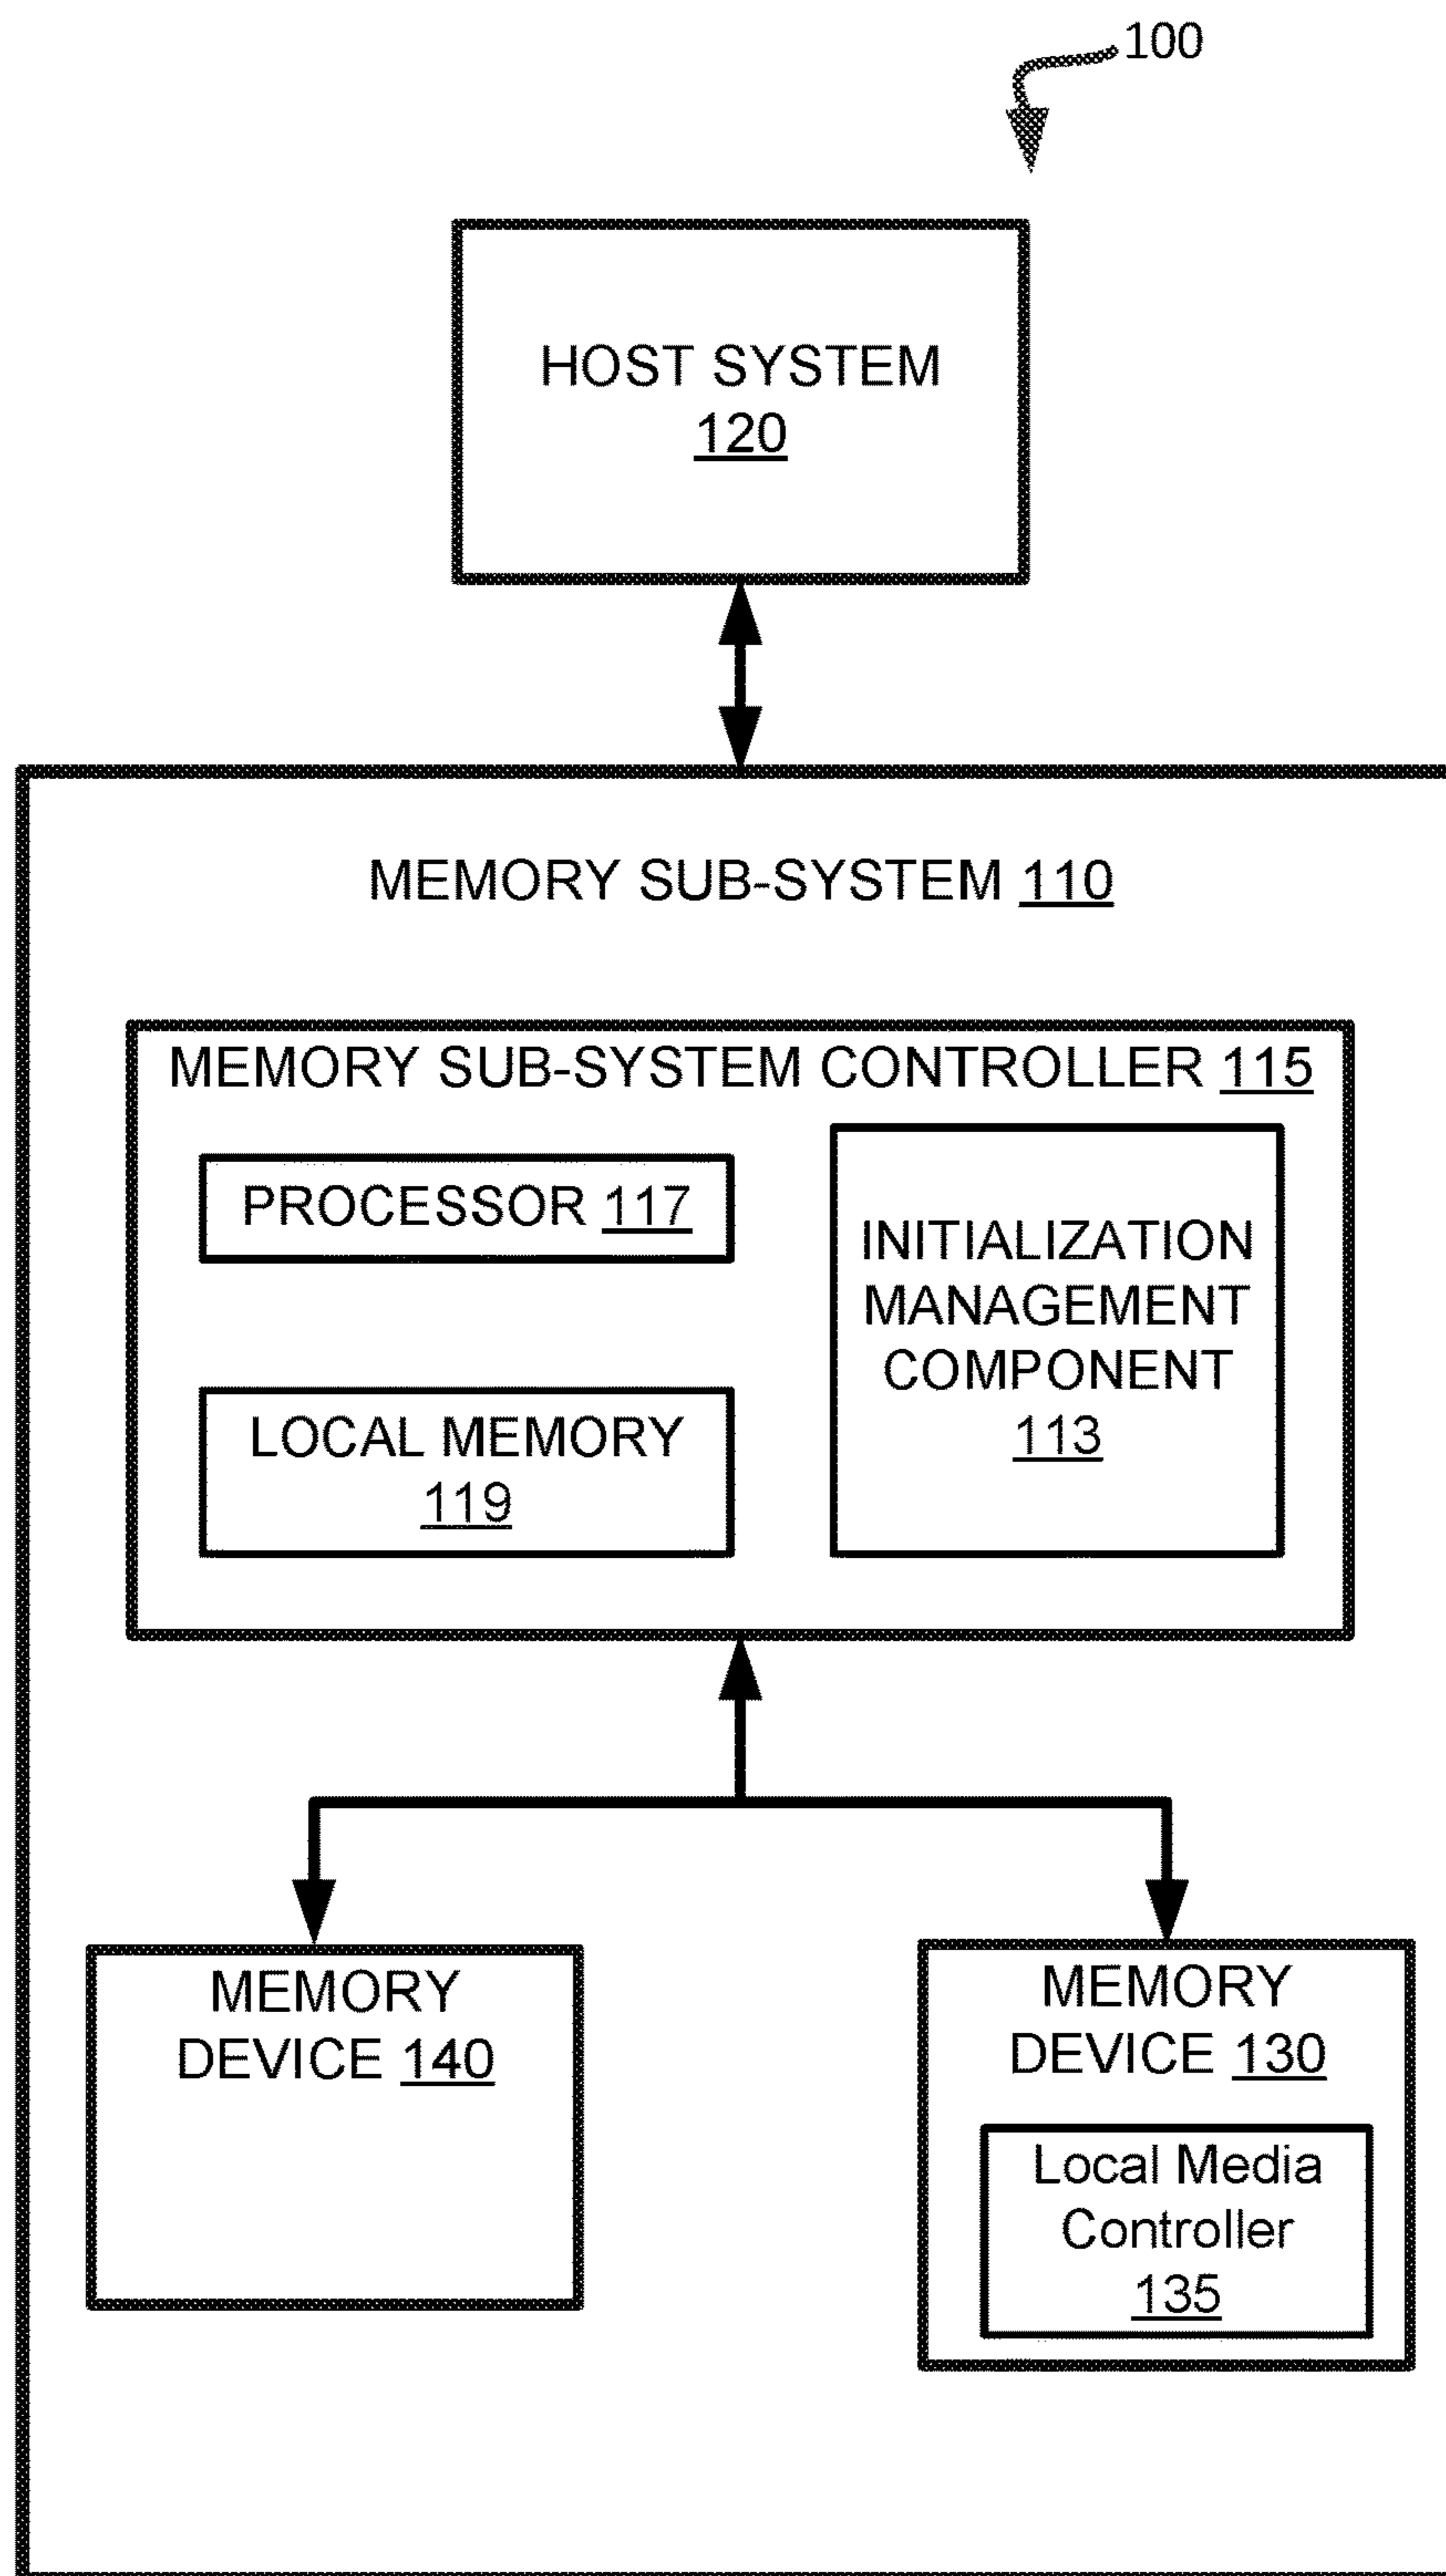 100
HOST SYSTEM
120
MEMORY SUB-SYSTEM 110
MEMORY SUB-SYSTEM CONTROLLER 115
PROCESSOR 117
INITIALIZATION
MANAGEMENT
COMPONENT
113
LOCAL MEMORY
119
MEMORY
DEVICE 140
MEMORY
DEVICE 130
Local Media
Controller
135